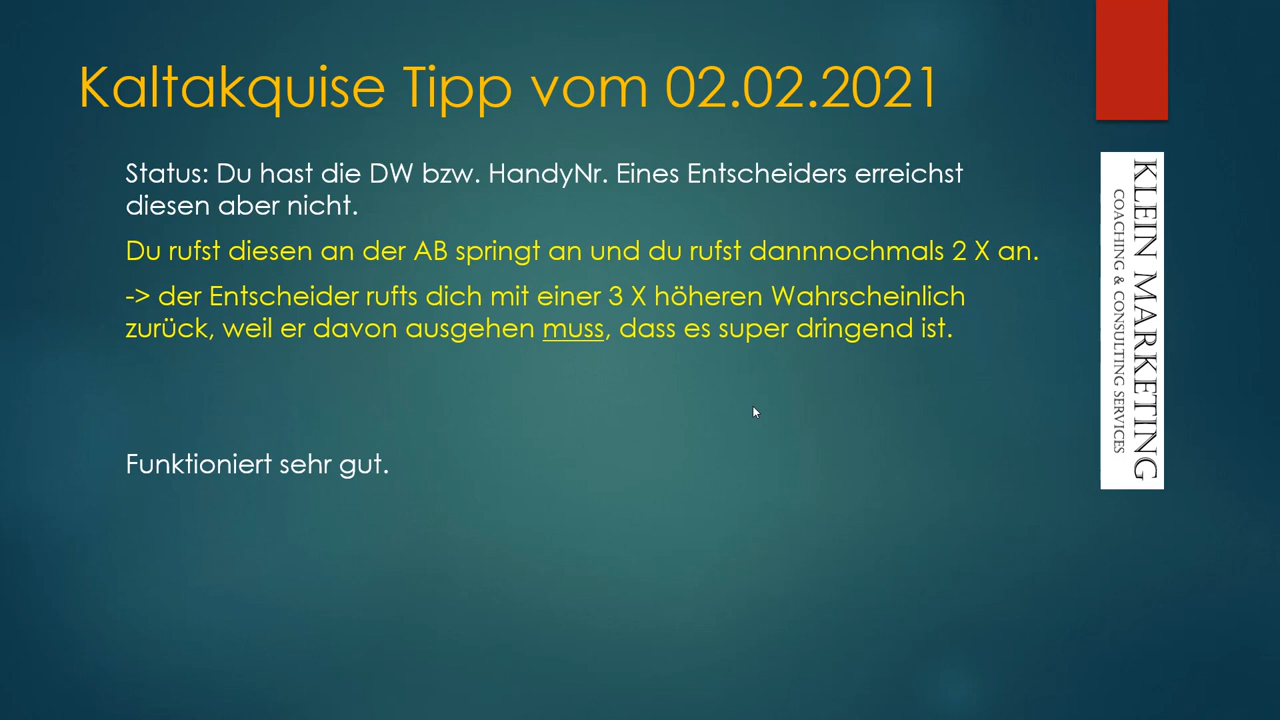 Kaltakquise Tipp vom 02.02.2021
Status: Du hast die DW bzw. HandyNr. Eines Entscheiders erreichst
diesen aber nicht.
Du rufst diesen an der AB springt an und du rufst dannnochmals 2 X an.
-> der Entscheider rufts dich mit einer 3 X höheren Wahrscheinlich
zurück, weil er davon ausgehen muss, dass es super dringend ist.
Funktioniert sehr gut.
KLEIN MARKETING
COACHING & CONSULTING SERVICES